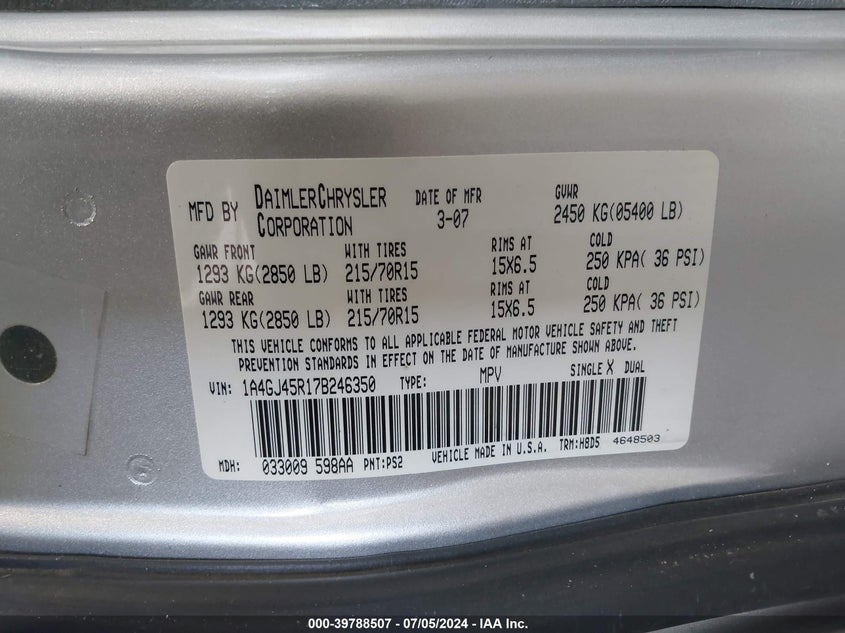 MFD BY DAIMLERCHRYSLER CORPORATION DATE OF MFR 3-07 GVWR 2450 KG(05400 LB)
GAWR FRONT WITH TIRES RIMS AT COLD
1293 KG(2850 LB) 215/70R15 15X6.5 250 KPA( 36 PSI)
GAWR REAR WITH TIRES RIMS AT COLD
1293 KG(2850 LB) 215/70R15 15X6.5 250 KPA( 36 PSI)
THIS VEHICLE CONFORMS TO ALL APPLICABLE FEDERAL MOTOR VEHICLE SAFETY AND THEFT
PREVENTION STANDARDS IN EFFECT ON THE DATE OF MANUFACTURE SHOWN ABOVE.
VIN: 1A4GJ45R17B246350 TYPE: MPV SINGLE X DUAL
MDH: 033009 598AA PNT:PS2 VEHICLE MADE IN U.S.A. TRM:H8D5 4648503
000-39788507 - 07/05/2024 - IAA Inc.